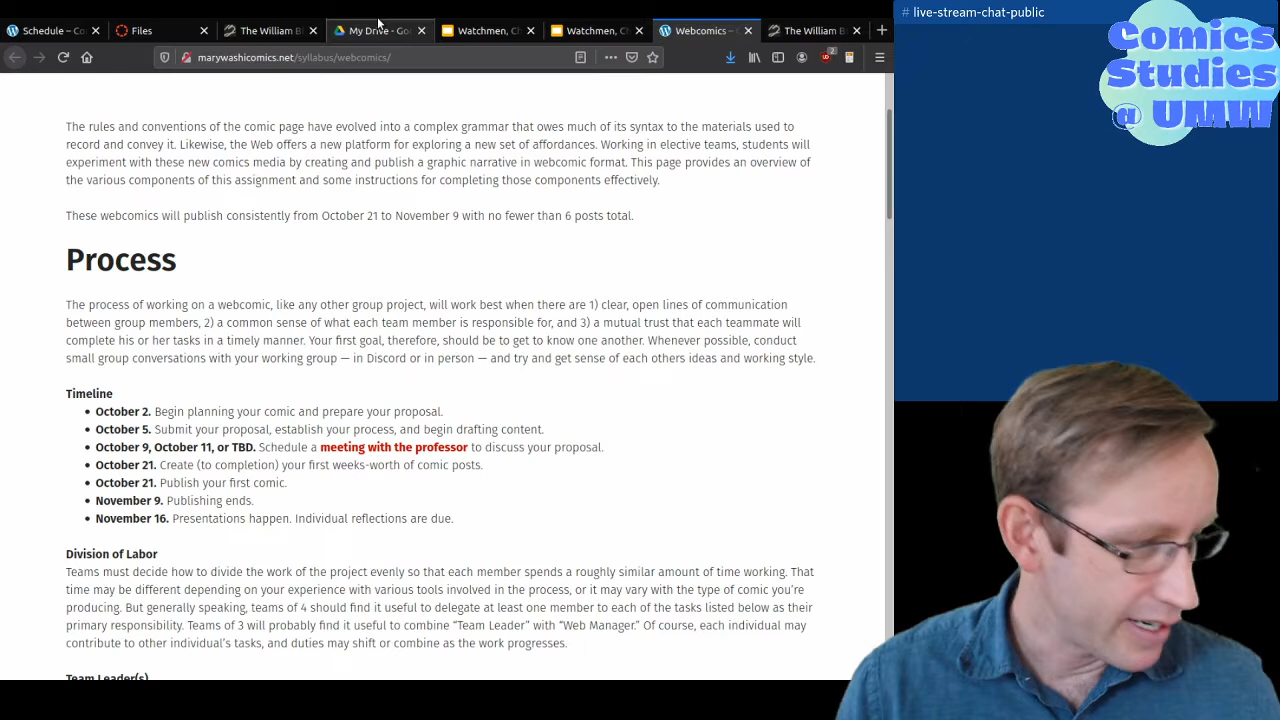 Schedule – Co
Files
The William Bl
My Drive - Goo
Watchmen, Ch
Watchmen, Ch
Webcomics – C
The William Bl
marywashicomics.net/syllabus/webcomics/
2
# live-stream-chat-public
Comics
Studies
@ UMW
The rules and conventions of the comic page have evolved into a complex grammar that owes much of its syntax to the materials used to
record and convey it. Likewise, the Web offers a new platform for exploring a new set of affordances. Working in elective teams, students will
experiment with these new comics media by creating and publish a graphic narrative in webcomic format. This page provides an overview of
the various components of this assignment and some instructions for completing those components effectively.
These webcomics will publish consistently from October 21 to November 9 with no fewer than 6 posts total.
Process
The process of working on a webcomic, like any other group project, will work best when there are 1) clear, open lines of communication
between group members, 2) a common sense of what each team member is responsible for, and 3) a mutual trust that each teammate will
complete his or her tasks in a timely manner. Your first goal, therefore, should be to get to know one another. Whenever possible, conduct
small group conversations with your working group — in Discord or in person — and try and get sense of each others ideas and working style.
Timeline
• October 2. Begin planning your comic and prepare your proposal.
• October 5. Submit your proposal, establish your process, and begin drafting content.
• October 9, October 11, or TBD. Schedule a meeting with the professor to discuss your proposal.
• October 21. Create (to completion) your first weeks-worth of comic posts.
• October 21. Publish your first comic.
• November 9. Publishing ends.
• November 16. Presentations happen. Individual reflections are due.
Division of Labor
Teams must decide how to divide the work of the project evenly so that each member spends a roughly similar amount of time working. That
time may be different depending on your experience with various tools involved in the process, or it may vary with the type of comic you're
producing. But generally speaking, teams of 4 should find it useful to delegate at least one member to each of the tasks listed below as their
primary responsibility. Teams of 3 will probably find it useful to combine "Team Leader" with "Web Manager." Of course, each individual may
contribute to other individual's tasks, and duties may shift or combine as the work progresses.
Team Leader(s)